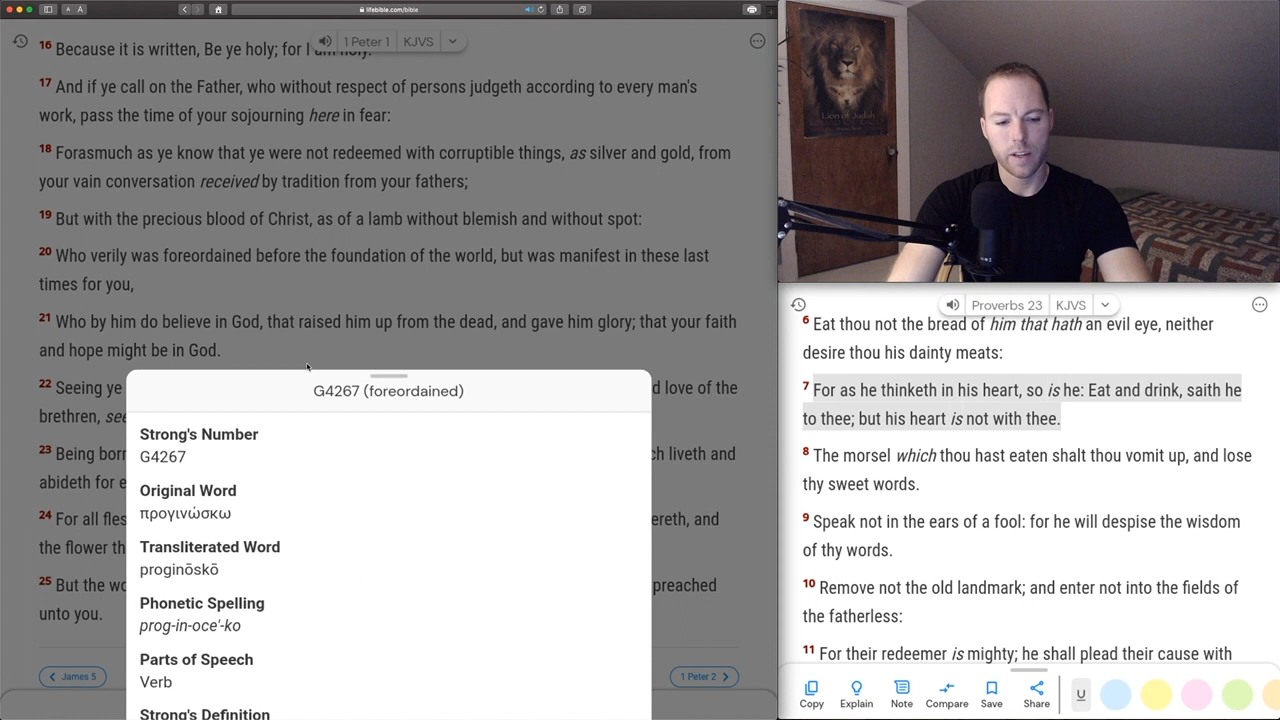 A A
lifebible.com/bible
1 Peter 1 KJVS
16 Because it is written, Be ye holy; for I am holy.
17 And if ye call on the Father, who without respect of persons judgeth according to every man's
work, pass the time of your sojourning here in fear:
18 Forasmuch as ye know that ye were not redeemed with corruptible things, as silver and gold, from
your vain conversation received by tradition from your fathers;
19 But with the precious blood of Christ, as of a lamb without blemish and without spot:
20 Who verily was foreordained before the foundation of the world, but was manifest in these last
times for you,
21 Who by him do believe in God, that raised him up from the dead, and gave him glory; that your faith
and hope might be in God.
22 Seeing ye
d love of the
brethren, see
23 Being born
ch liveth and
abideth for e
24 For all fles
ereth, and
the flower th
25 But the wo
preached
unto you.
James 5
1 Peter 2
G4267 (foreordained)
Strong's Number
G4267
Original Word
προγινώσκω
Transliterated Word
proginōskō
Phonetic Spelling
prog-in-oce'-ko
Parts of Speech
Verb
Strong's Definition
Lion of Judah
Proverbs 23 KJVS
6 Eat thou not the bread of him that hath an evil eye, neither
desire thou his dainty meats:
7 For as he thinketh in his heart, so is he: Eat and drink, saith he
to thee; but his heart is not with thee.
8 The morsel which thou hast eaten shalt thou vomit up, and lose
thy sweet words.
9 Speak not in the ears of a fool: for he will despise the wisdom
of thy words.
10 Remove not the old landmark; and enter not into the fields of
the fatherless:
11 For their redeemer is mighty; he shall plead their cause with
Copy Explain Note Compare Save Share U